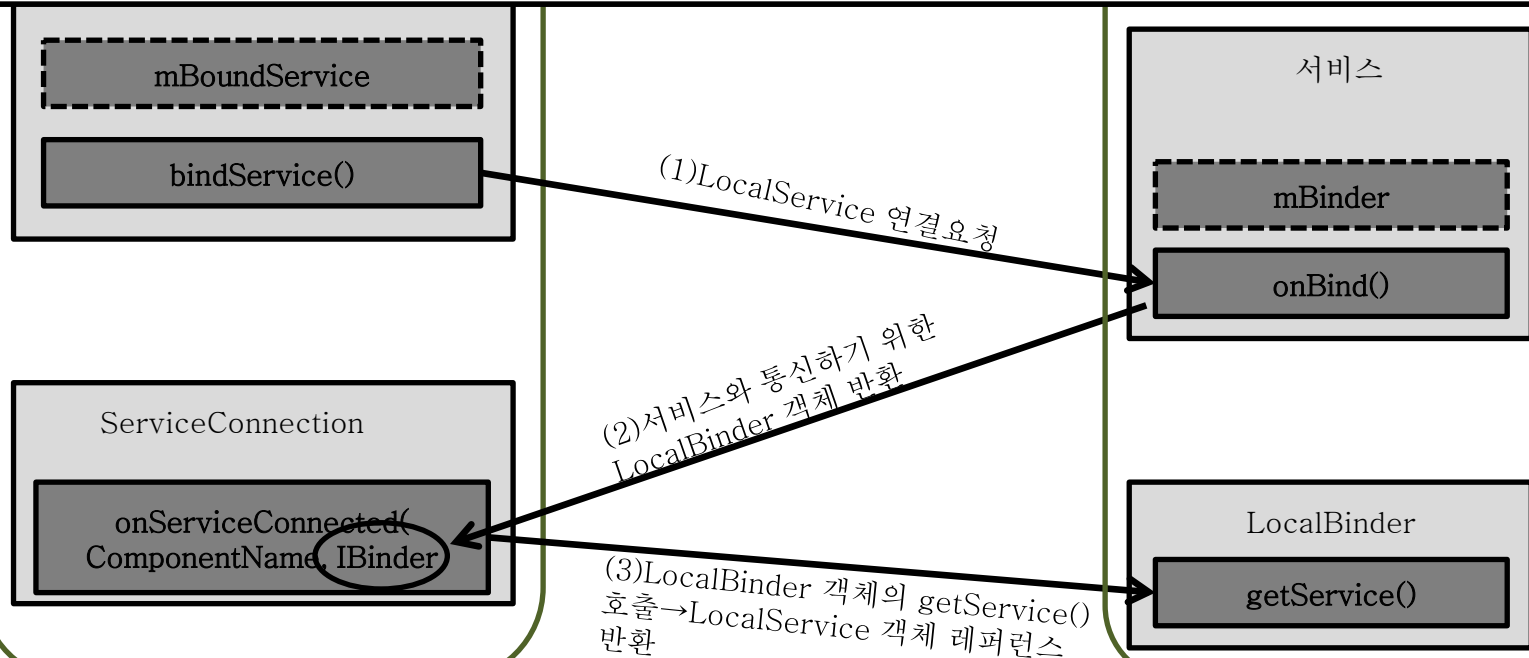 mBoundService
bindService()
서비스
mBinder
onBind()
(1)LocalService 연결요청
(2)서비스와 통신하기 위한
LocalBinder 객체 반환
ServiceConnection
onServiceConnected(
ComponentName, IBinder
(3)LocalBinder 객체의 getService()
호출→LocalService 객체 레퍼런스
반환
LocalBinder
getService()